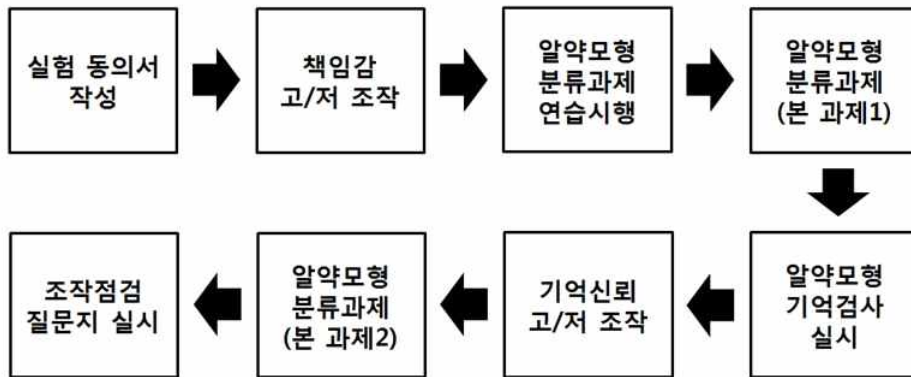 실험 동의서
작성
책임감
고/저 조작
알약모형
분류과제
연습시행
알약모형
분류과제
(본 과제1)
알약모형
기억검사
실시
기억신뢰
고/저 조작
알약모형
분류과제
(본 과제2)
조작점검
질문지 실시